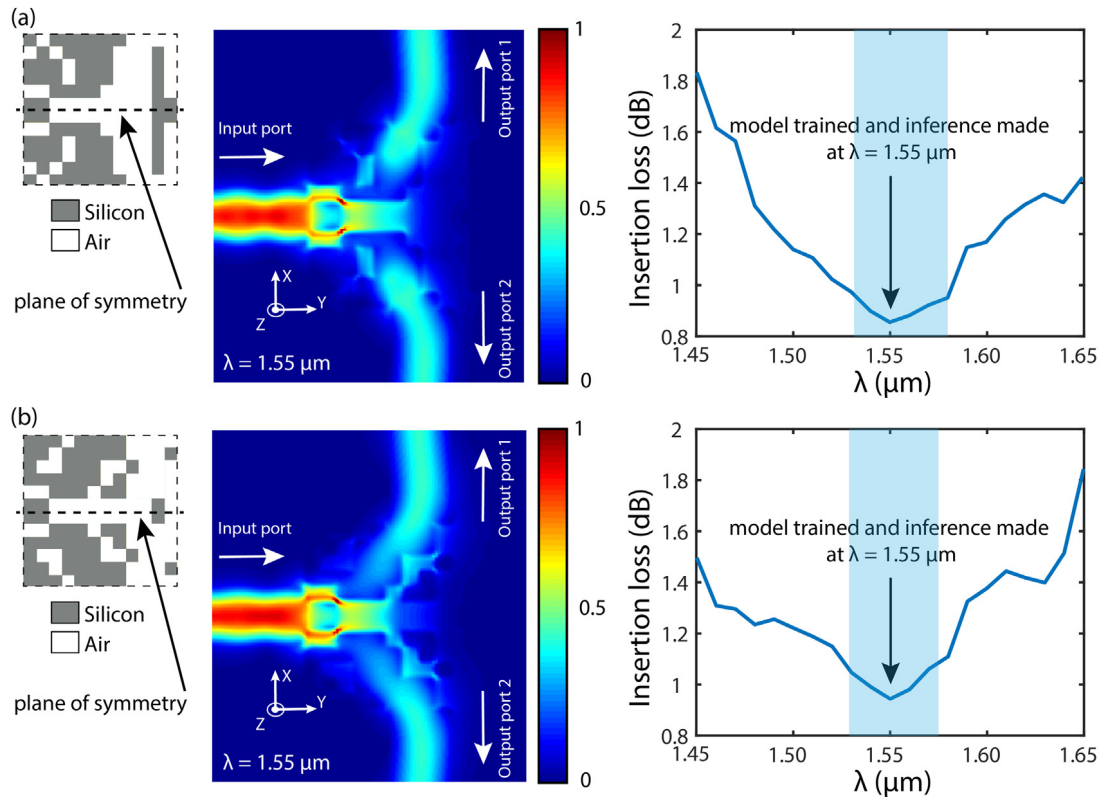 (a)
Silicon
Air
plane of symmetry
Input port
Output port 1
Output port 2
X
Y
Z
λ = 1.55 μm
1
0.5
0
Insertion loss (dB)
2
1.8
1.6
1.4
1.2
1
0.8
model trained and inference made
at λ = 1.55 μm
1.45
1.50
1.55
1.60
1.65
λ (μm)
(b)
Silicon
Air
plane of symmetry
Input port
Output port 1
Output port 2
X
Y
Z
λ = 1.55 μm
1
0.5
0
Insertion loss (dB)
2
1.8
1.6
1.4
1.2
1
0.8
model trained and inference made
at λ = 1.55 μm
1.45
1.50
1.55
1.60
1.65
λ (μm)